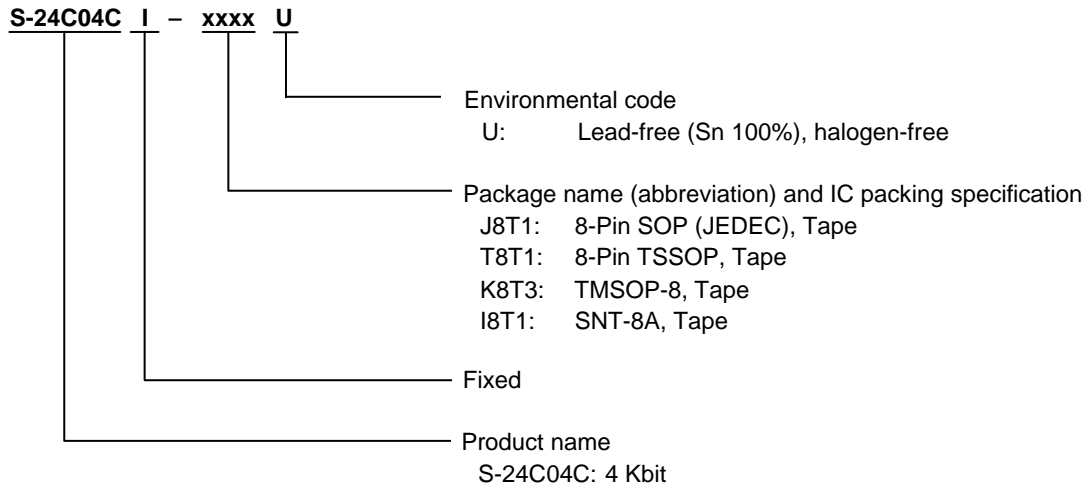 S-24C04C I – xxxx U
Environmental code
U: Lead-free (Sn 100%), halogen-free
Package name (abbreviation) and IC packing specification
J8T1: 8-Pin SOP (JEDEC), Tape
T8T1: 8-Pin TSSOP, Tape
K8T3: TMSOP-8, Tape
I8T1: SNT-8A, Tape
Fixed
Product name
S-24C04C: 4 Kbit